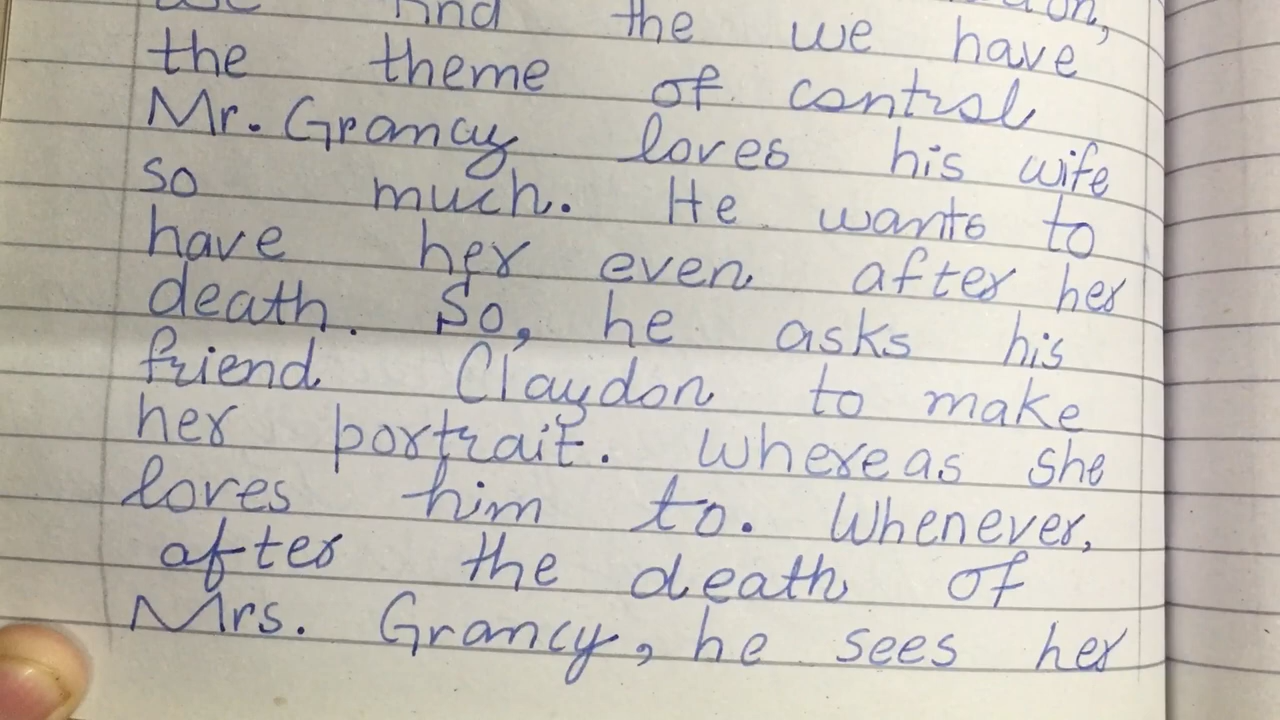 find the we have
the theme of control
Mr. Grancy loves his wife
so much. He wants to
have her even after her
death. So, he asks his
friend Claydon to make
her portrait. Whereas she
loves him to. Whenever,
after the death of
Mrs. Grancy, he sees her